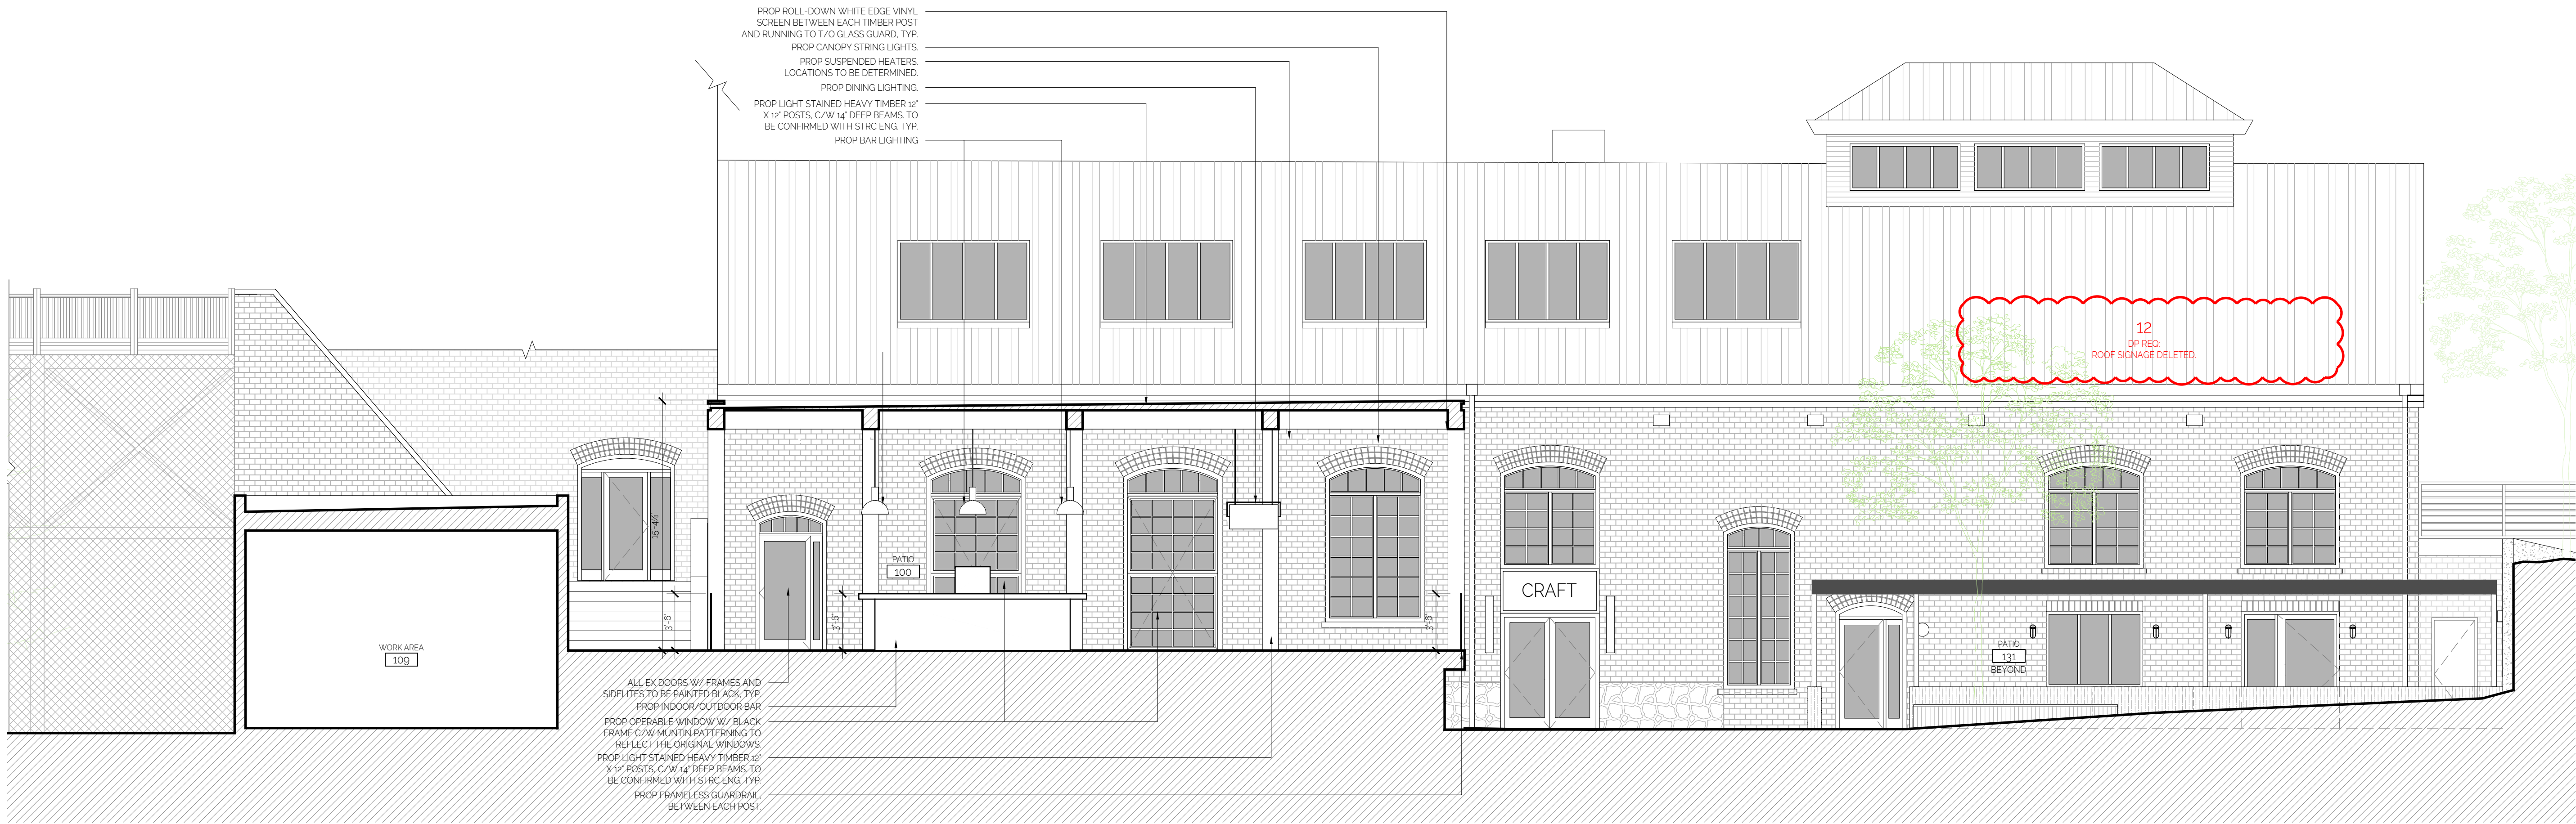 PROP ROLL-DOWN WHITE EDGE VINYL
SCREEN BETWEEN EACH TIMBER POST
AND RUNNING TO T/O GLASS GUARD, TYP.
PROP CANOPY STRING LIGHTS.
PROP SUSPENDED HEATERS.
LOCATIONS TO BE DETERMINED.
PROP DINING LIGHTING.
PROP LIGHT STAINED HEAVY TIMBER 12"
X 12" POSTS, C/W 14" DEEP BEAMS. TO
BE CONFIRMED WITH STRC ENG. TYP.
PROP BAR LIGHTING
12
DP REQ
ROOF SIGNAGE DELETED.
15'-4½"
PATIO
100
CRAFT
3'-6"
3'-6"
3'-6"
WORK AREA
109
PATIO
131
BEYOND
ALL EX DOORS W/ FRAMES AND
SIDELITES TO BE PAINTED BLACK, TYP.
PROP INDOOR/OUTDOOR BAR
PROP OPERABLE WINDOW W/ BLACK
FRAME C/W MUNTIN PATTERNING TO
REFLECT THE ORIGINAL WINDOWS.
PROP LIGHT STAINED HEAVY TIMBER 12"
X 12" POSTS, C/W 14" DEEP BEAMS. TO
BE CONFIRMED WITH STRC ENG. TYP.
PROP FRAMELESS GUARDRAIL,
BETWEEN EACH POST.